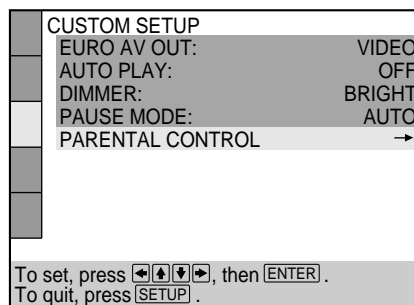 CUSTOM SETUP
EURO AV OUT: VIDEO
AUTO PLAY: OFF
DIMMER: BRIGHT
PAUSE MODE: AUTO
PARENTAL CONTROL →
To set, press ←↑↓→, then ENTER.
To quit, press SETUP.